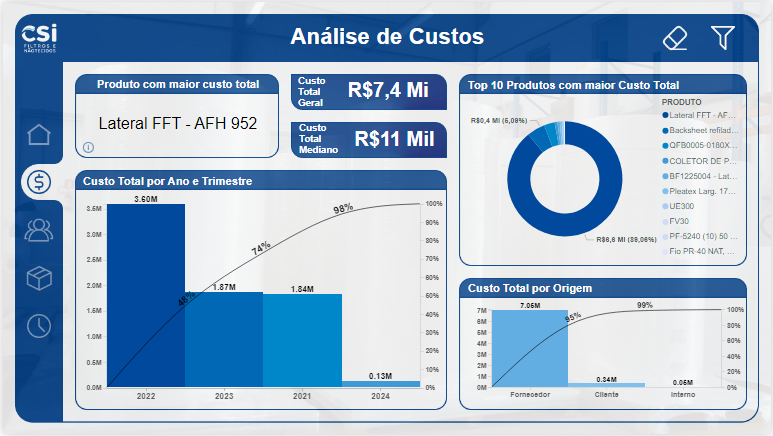 CSi
FILTROS E
NÃOTECIDOS
Análise de Custos
Produto com maior custo total
Lateral FFT - AFH 952
Custo
Total
Geral
R$7,4 Mi
Custo
Total
Mediano
R$11 Mil
Top 10 Produtos com maior Custo Total
R$0,4 Mi (5,09%)
R$6,6 Mi (89,06%)
PRODUTO
Lateral FFT - AF…
Backsheet refilad…
QFB0005-0180X…
COLETOR DE P…
BF1225004 - Lat…
Pleatex Larg. 17…
UE300
FV30
PF-5240 (10) 50 …
Fio PR-40 NAT, …
Custo Total por Ano e Trimestre
3.5M
3.0M
2.5M
2.0M
1.5M
1.0M
0.5M
0.0M
3.60M
1.87M
1.84M
0.13M
48%
74%
98%
100%
90%
80%
70%
60%
50%
40%
30%
20%
10%
0%
2022
2023
2021
2024
Custo Total por Origem
7M
6M
5M
4M
3M
2M
1M
0M
7.05M
0.34M
0.05M
95%
99%
100%
80%
60%
40%
20%
0%
Fornecedor
Cliente
Interno